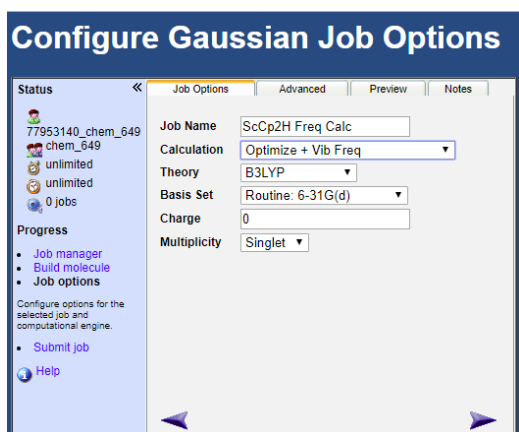 Configure Gaussian Job Options
Status «
77953140_chem_649
chem_649
unlimited
unlimited
0 jobs
Progress
Job manager
Build molecule
Job options
Configure options for the
selected job and
computational engine.
Submit job
Help
Job Options Advanced Preview Notes
Job Name ScCp2H Freq Calc
Calculation Optimize + Vib Freq
Theory B3LYP
Basis Set Routine: 6-31G(d)
Charge 0
Multiplicity Singlet